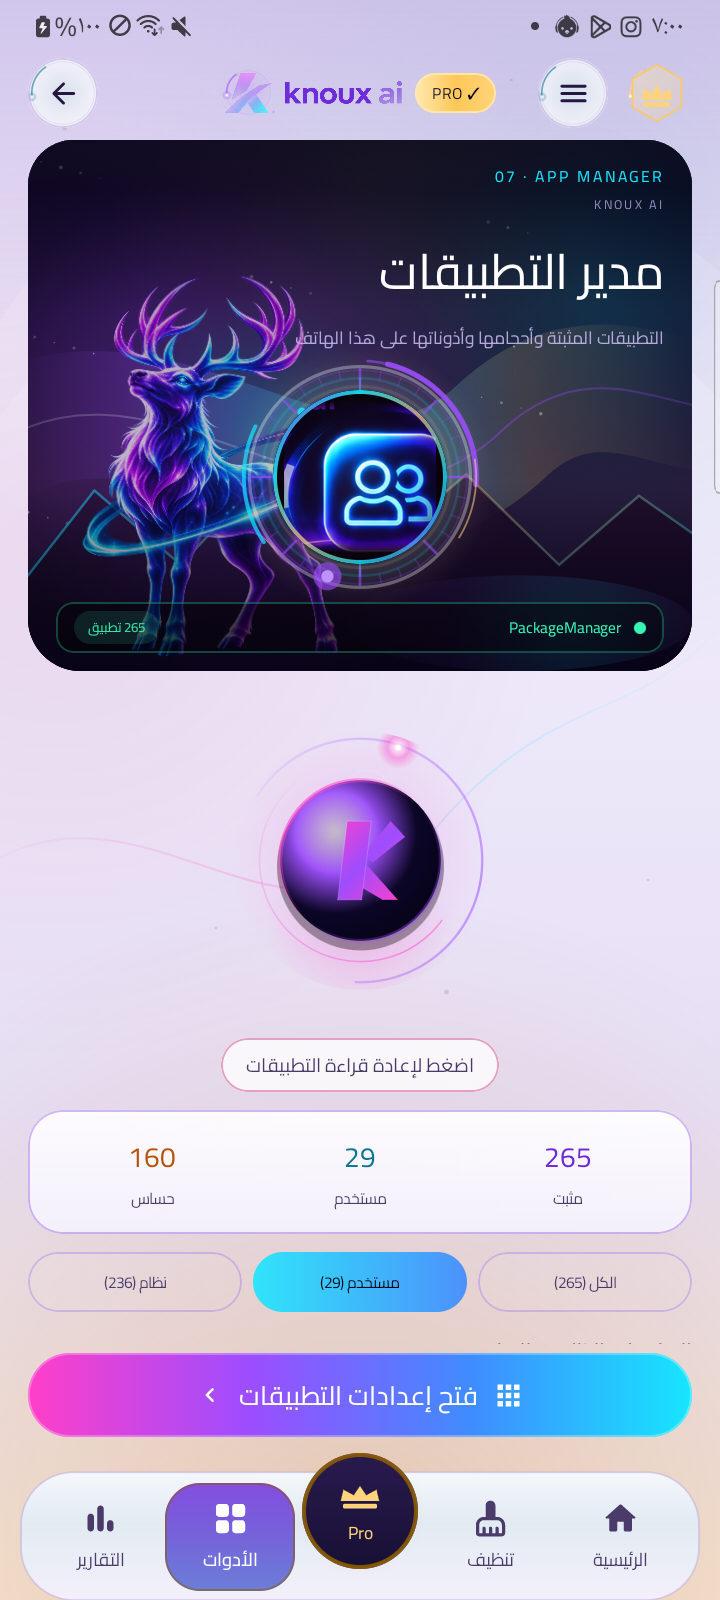 %١٠٠
٧:٠٠
knoux ai
PRO ✓
07 · APP MANAGER
KNOUX AI
مدير التطبيقات
التطبيقات المثبتة وأحجامها وأذوناتها على هذا الهاتف
PackageManager
265 تطبيق
اضغط لإعادة قراءة التطبيقات
265
29
160
مثبت
مستخدم
حساس
الكل (265)
مستخدم (29)
نظام (236)
فتح إعدادات التطبيقات
Pro
الرئيسية
تنظيف
الأدوات
التقارير